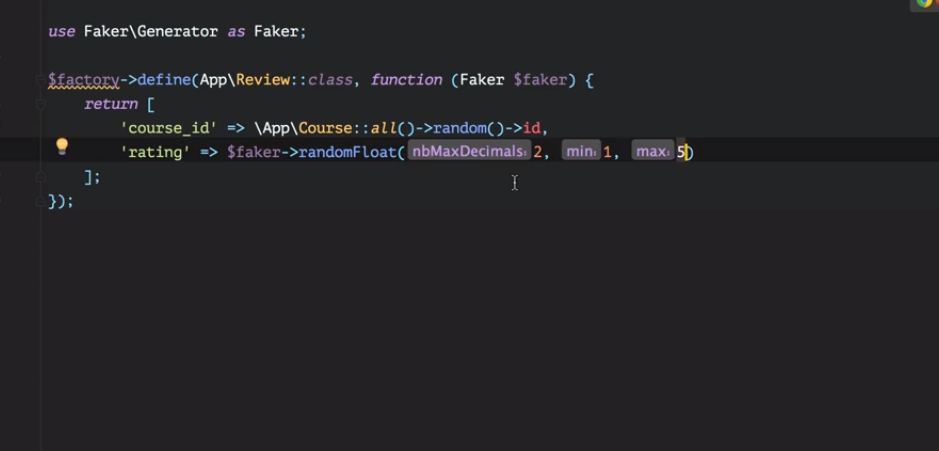 use Faker\Generator as Faker;
$factory->define(App\Review::class, function (Faker $faker) {
return [
'course_id' => \App\Course::all()->random()->id,
'rating' => $faker->randomFloat( nbMaxDecimals: 2, min: 1, max: 5)
];
});